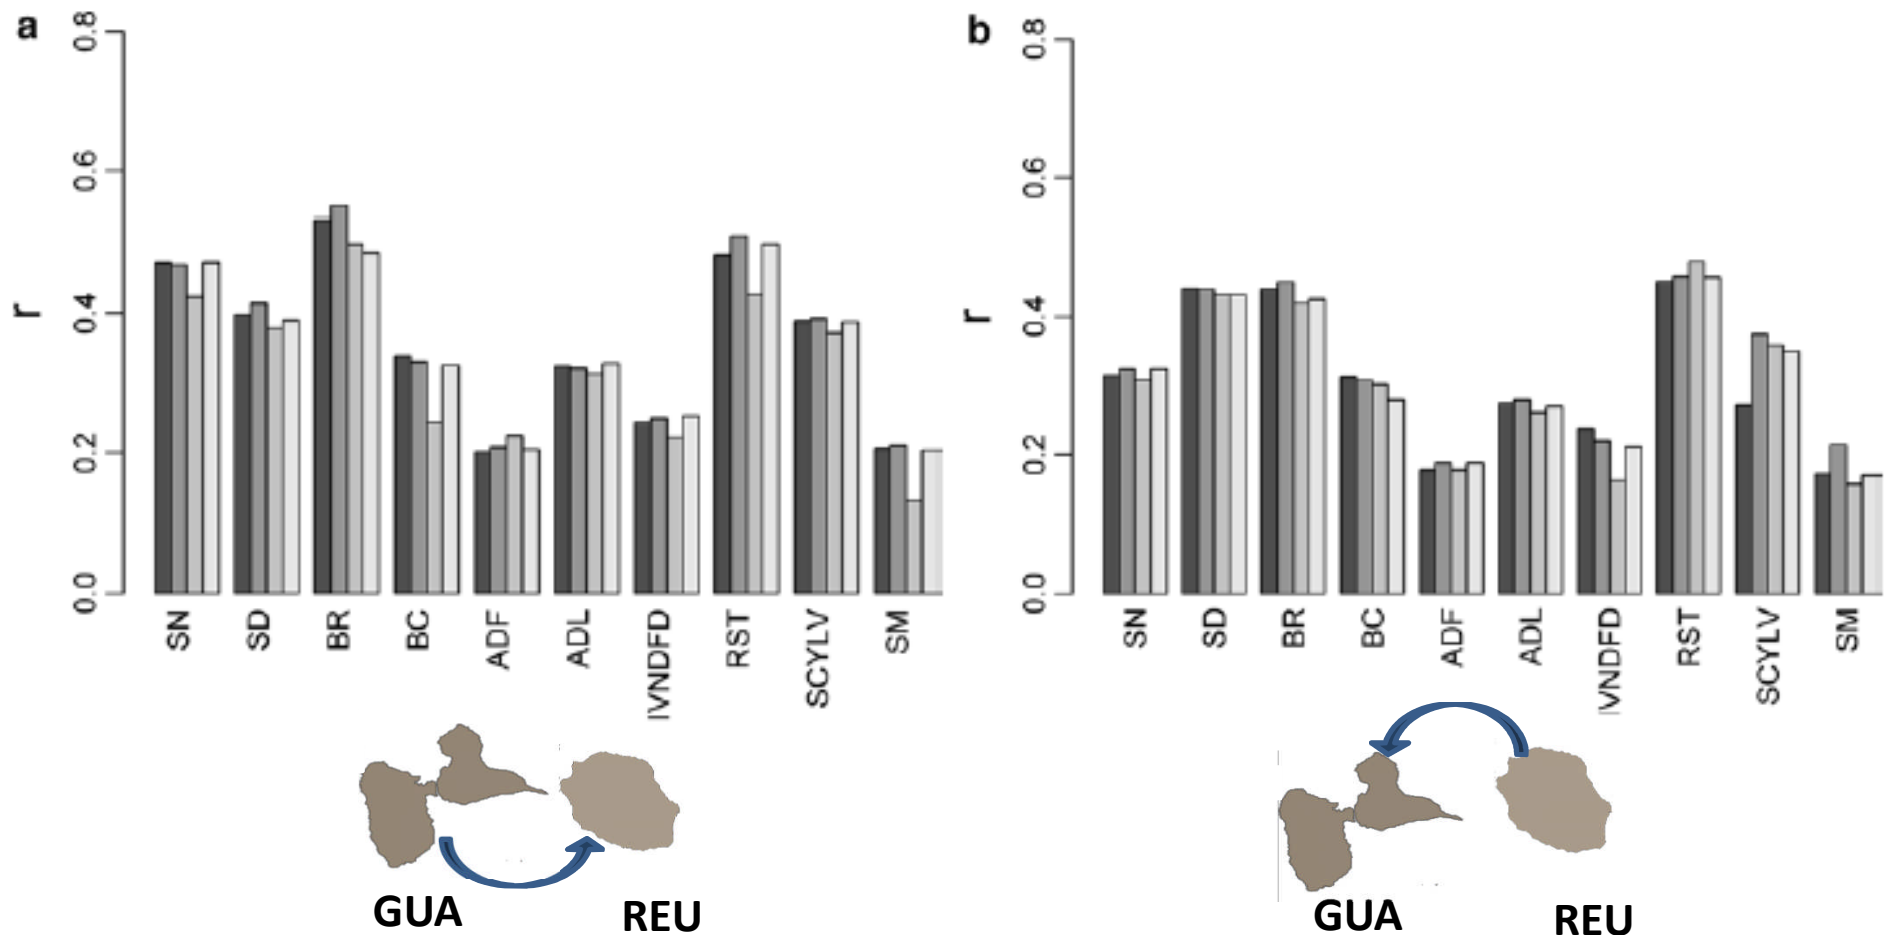 a
0.8
0.6
0.4
0.2
0.0
r
SN
SD
BR
BC
ADF
ADL
IVNDFD
RST
SCYLV
SM
GUA
REU
b
0.8
0.6
0.4
0.2
0.0
r
SN
SD
BR
BC
ADF
ADL
IVNDFD
RST
SCYLV
SM
GUA
REU